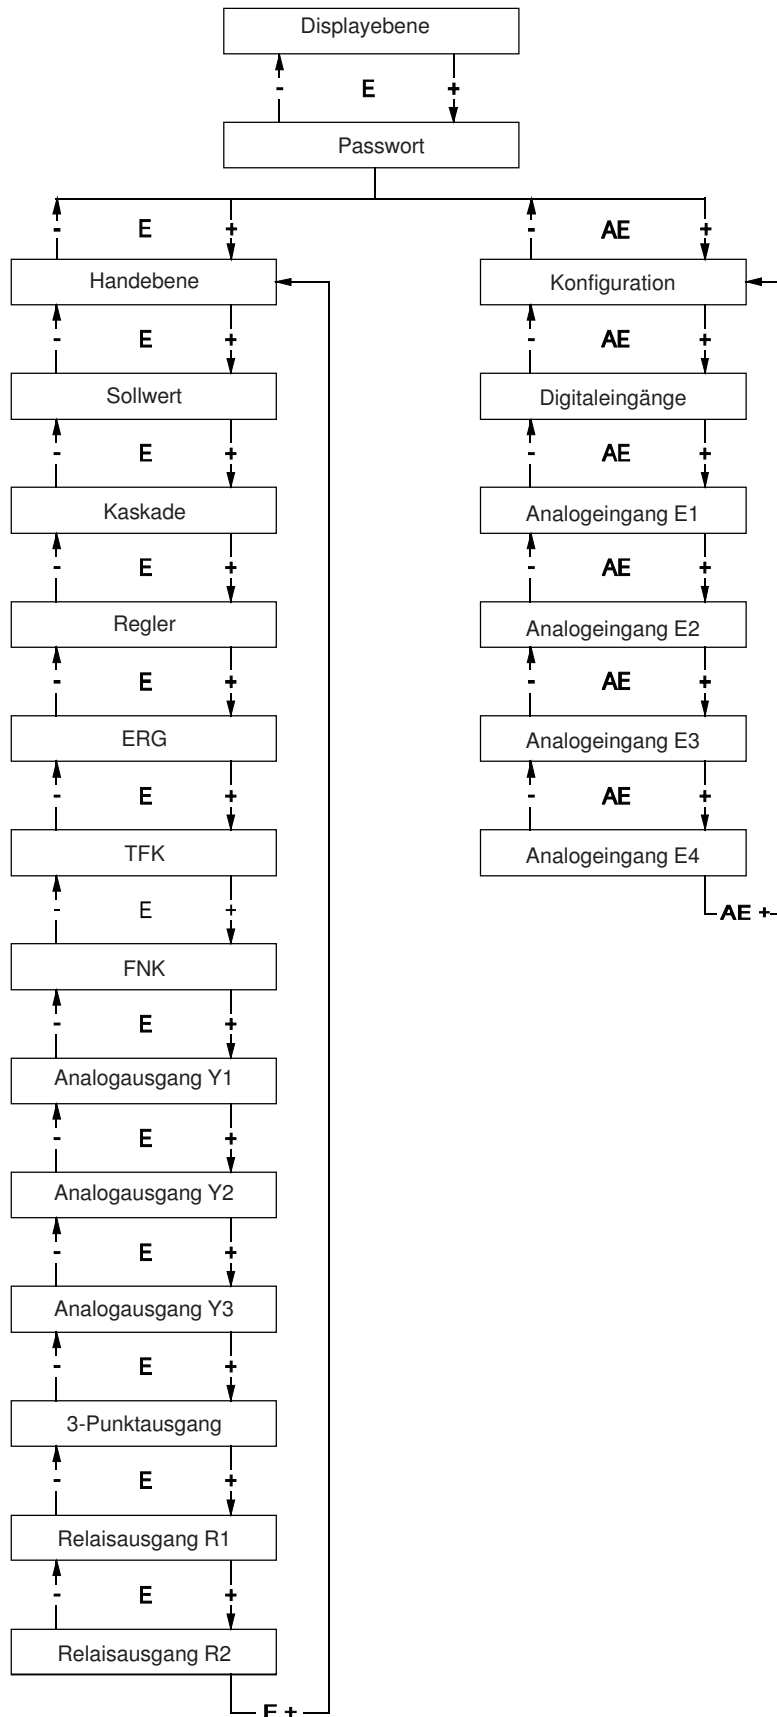 Displayebene
- E +
Passwort
- E +
Handebene
- E +
Sollwert
- E +
Kaskade
- E +
Regler
- E +
ERG
- E +
TFK
- E +
FNK
- E +
Analogausgang Y1
- E +
Analogausgang Y2
- E +
Analogausgang Y3
- E +
3-Punktausgang
- E +
Relaisausgang R1
- E +
Relaisausgang R2
E +
- AE +
Konfiguration
- AE +
Digitaleingänge
- AE +
Analogeingang E1
- AE +
Analogeingang E2
- AE +
Analogeingang E3
- AE +
Analogeingang E4
AE +